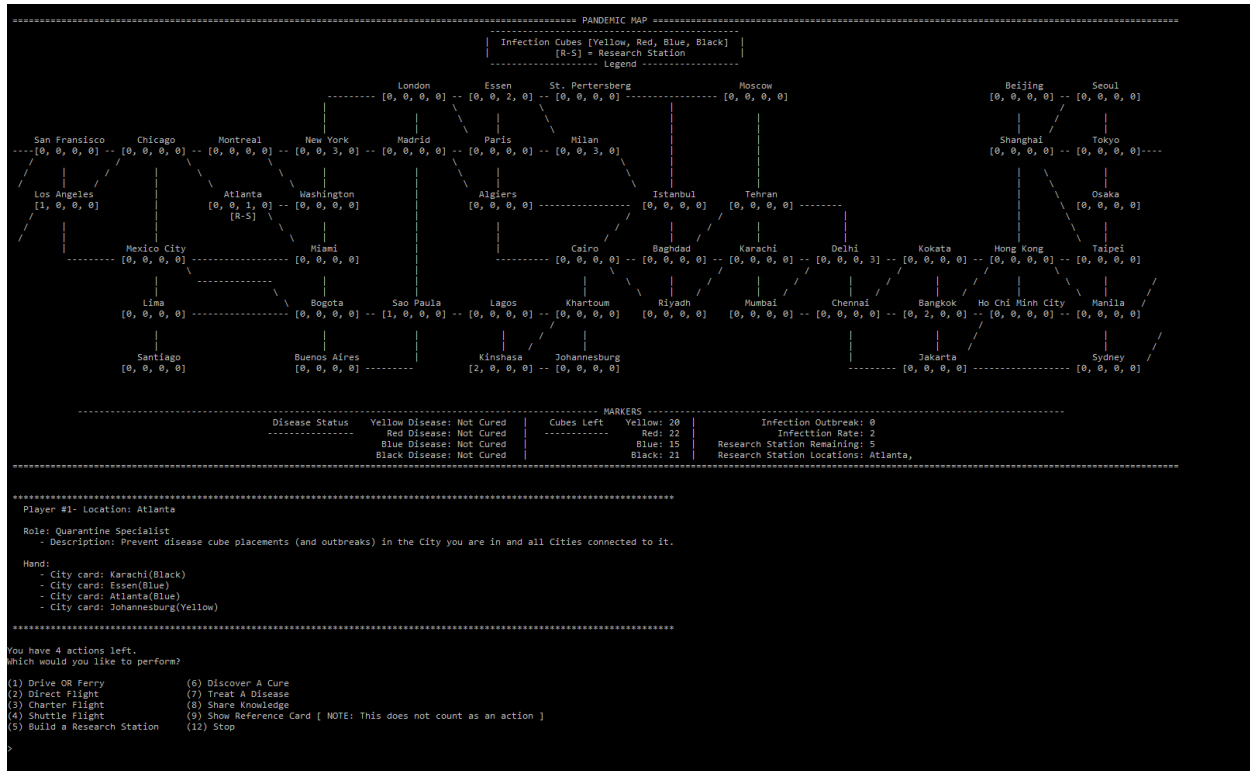 PANDEMIC MAP
Infection Cubes [Yellow, Red, Blue, Black]
[R-S] = Research Station
Legend
London Essen St. Pertersberg Moscow Beijing Seoul
[0, 0, 0, 0] -- [0, 0, 2, 0] -- [0, 0, 0, 0] ----------------- [0, 0, 0, 0] [0, 0, 0, 0] -- [0, 0, 0, 0]
San Fransisco Chicago Montreal New York Madrid Paris Milan Shanghai Tokyo
----[0, 0, 0, 0] -- [0, 0, 0, 0] -- [0, 0, 0, 0] -- [0, 0, 3, 0] -- [0, 0, 0, 0] -- [0, 0, 0, 0] -- [0, 0, 3, 0] [0, 0, 0, 0] -- [0, 0, 0, 0]----
Los Angeles Atlanta Washington Algiers Istanbul Tehran Osaka
[1, 0, 0, 0] [0, 0, 1, 0] -- [0, 0, 0, 0] [0, 0, 0, 0] ----------------- [0, 0, 0, 0] [0, 0, 0, 0] -------- [0, 0, 0, 0]
[R-S]
Mexico City Miami Cairo Baghdad Karachi Delhi Kokata Hong Kong Taipei
--------- [0, 0, 0, 0] ------------------ [0, 0, 0, 0] [0, 0, 0, 0] -- [0, 0, 0, 0] -- [0, 0, 0, 0] -- [0, 0, 0, 3] -- [0, 0, 0, 0] -- [0, 0, 0, 0] -- [0, 0, 0, 0]
Lima Bogota Sao Paula Lagos Khartoum Riyadh Mumbai Chennai Bangkok Ho Chi Minh City Manila
[0, 0, 0, 0] ------------------ [0, 0, 0, 0] -- [1, 0, 0, 0] -- [0, 0, 0, 0] -- [0, 0, 0, 0] [0, 0, 0, 0] [0, 0, 0, 0] -- [0, 0, 0, 0] -- [0, 2, 0, 0] -- [0, 0, 0, 0] -- [0, 0, 0, 0]
Santiago Buenos Aires Kinshasa Johannesburg Jakarta Sydney
[0, 0, 0, 0] [0, 0, 0, 0] --------- [2, 0, 0, 0] -- [0, 0, 0, 0] --------- [0, 0, 0, 0] ------------------ [0, 0, 0, 0]
MARKERS
Disease Status Yellow Disease: Not Cured | Cubes Left Yellow: 20 | Infection Outbreak: 0
---------------- Red Disease: Not Cured | ------------ Red: 22 | Infecttion Rate: 2
Blue Disease: Not Cured | Blue: 15 | Research Station Remaining: 5
Black Disease: Not Cured | Black: 21 | Research Station Locations: Atlanta,
Player #1- Location: Atlanta
Role: Quarantine Specialist
- Description: Prevent disease cube placements (and outbreaks) in the City you are in and all Cities connected to it.
Hand:
- City card: Karachi(Black)
- City card: Essen(Blue)
- City card: Atlanta(Blue)
- City card: Johannesburg(Yellow)
You have 4 actions left.
Which would you like to perform?
(1) Drive OR Ferry (6) Discover A Cure
(2) Direct Flight (7) Treat A Disease
(3) Charter Flight (8) Share Knowledge
(4) Shuttle Flight (9) Show Reference Card [ NOTE: This does not count as an action ]
(5) Build a Research Station (12) Stop
>